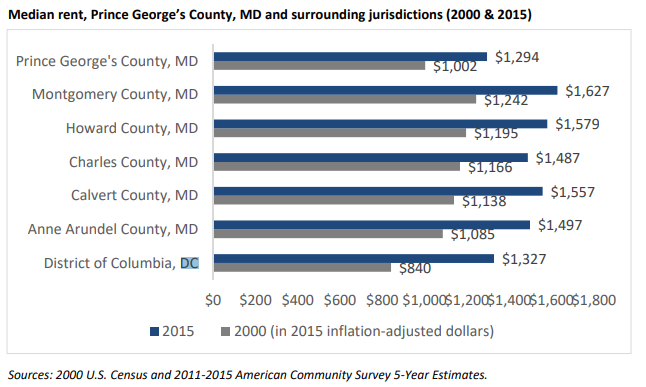 Median rent, Prince George’s County, MD and surrounding jurisdictions (2000 & 2015)
Prince George's County, MD
$1,294
$1,002
Montgomery County, MD
$1,627
$1,242
Howard County, MD
$1,579
$1,195
Charles County, MD
$1,487
$1,166
Calvert County, MD
$1,557
$1,138
Anne Arundel County, MD
$1,497
$1,085
District of Columbia, DC
$1,327
$840
$0 $200 $400 $600 $800 $1,000 $1,200 $1,400 $1,600 $1,800
2015 2000 (in 2015 inflation-adjusted dollars)
Sources: 2000 U.S. Census and 2011-2015 American Community Survey 5-Year Estimates.